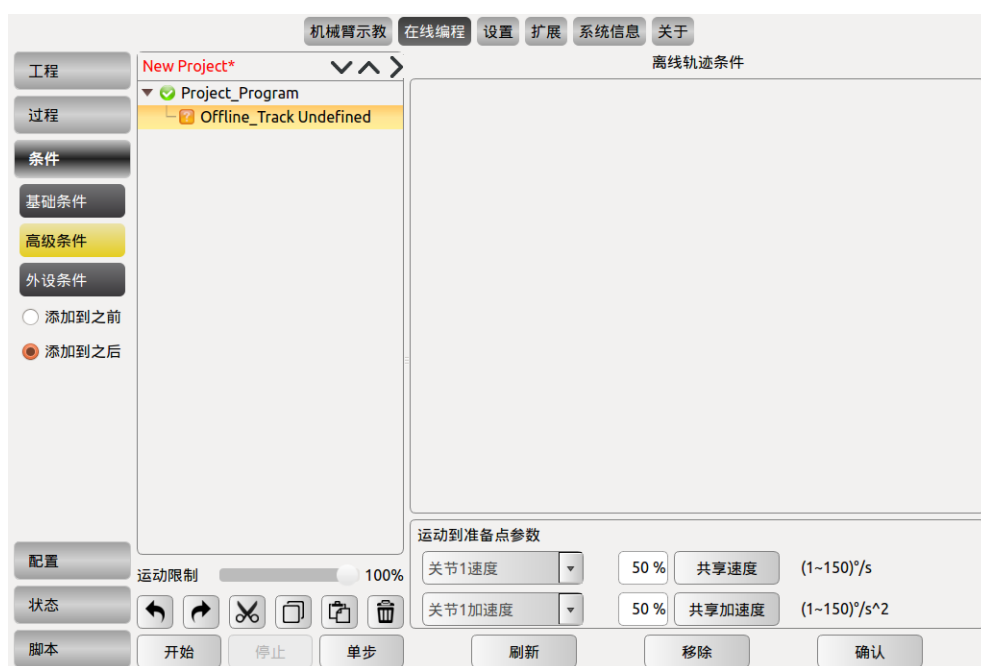 机械臂示教 在线编程 设置 扩展 系统信息 关于
工程
过程
条件
基础条件
高级条件
外设条件
添加到之前
添加到之后
配置
状态
脚本
New Project*
Project_Program
Offline_Track Undefined
运动限制 100%
开始 停止 单步
离线轨迹条件
运动到准备点参数
关节1速度 50 % 共享速度 (1~150)°/s
关节1加速度 50 % 共享加速度 (1~150)°/s^2
刷新 移除 确认